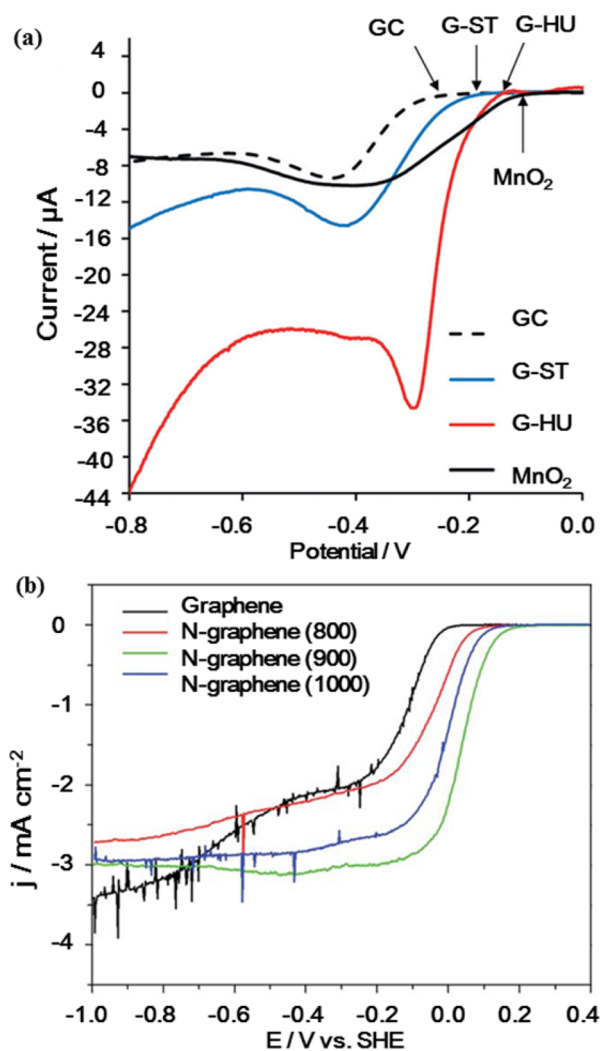 (a)
GC G-ST G-HU
MnO2
4
0
-4
-8
-12
-16
-20
-24
-28
-32
-36
-40
-44
Current / μA
GC
G-ST
G-HU
MnO2
-0.8 -0.6 -0.4 -0.2 0.0
Potential / V
(b)
Graphene
N-graphene (800)
N-graphene (900)
N-graphene (1000)
0
-1
-2
-3
-4
j / mA cm-2
-1.0 -0.8 -0.6 -0.4 -0.2 0.0 0.2 0.4
E / V vs. SHE